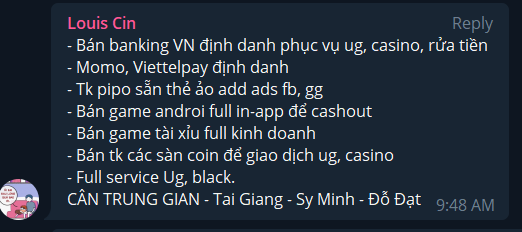 Louis Cin Reply
- Bán banking VN định danh phục vụ ug, casino, rửa tiền
- Momo, Viettelpay định danh
- Tk pipo sẵn thẻ ảo add ads fb, gg
- Bán game androi full in-app để cashout
- Bán game tài xỉu full kinh doanh
- Bán tk các sàn coin để giao dịch ug, casino
- Full service Ug, black.
CÂN TRUNG GIAN - Tai Giang - Sy Minh - Đỗ Đạt 9:48 AM